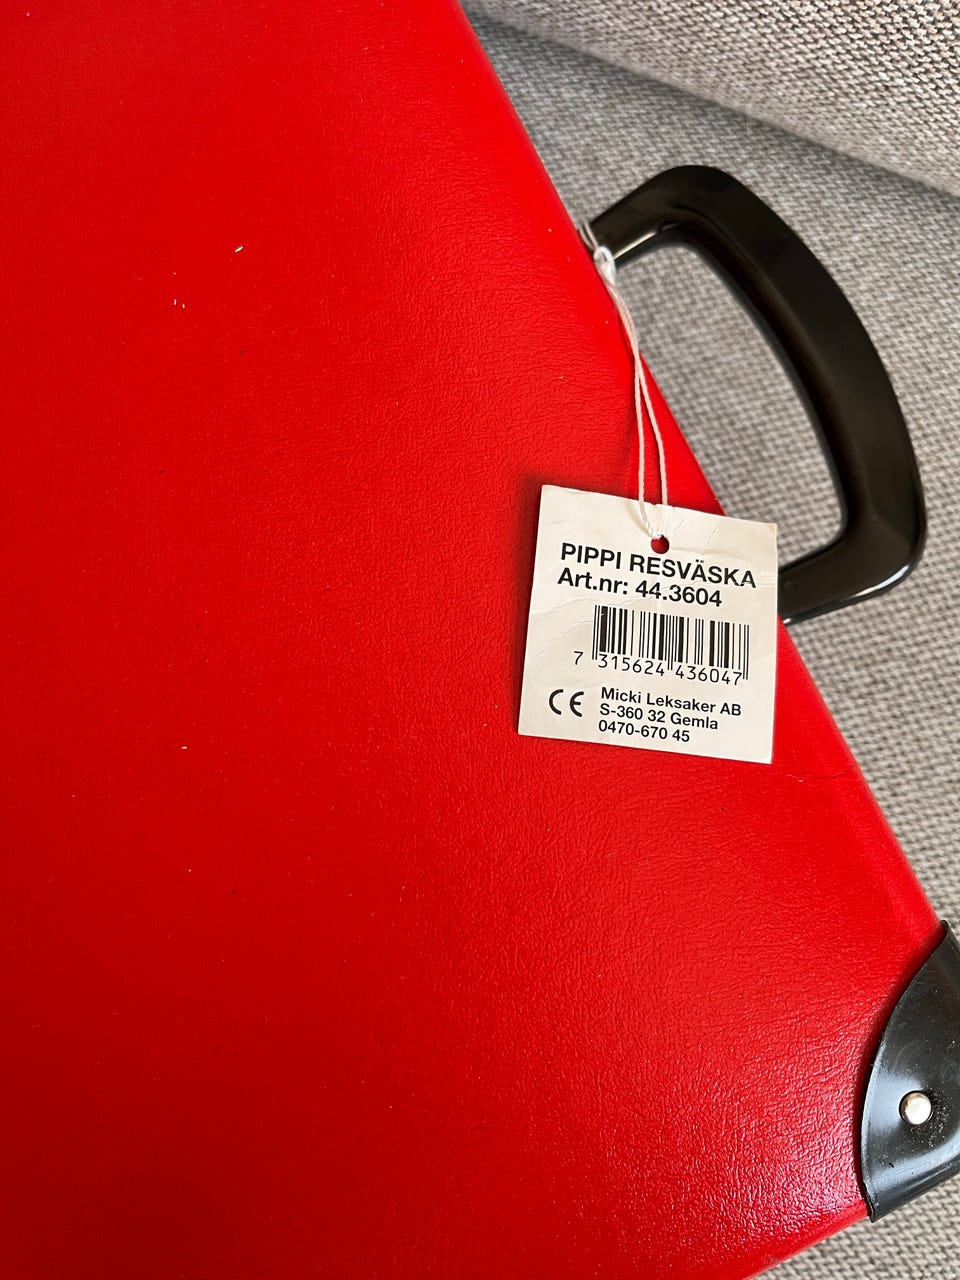 PIPPI RESVÄSKA
Art.nr: 44.3604
7 315624 436047
CE
Micki Leksaker AB
S-360 32 Gemla
0470-670 45